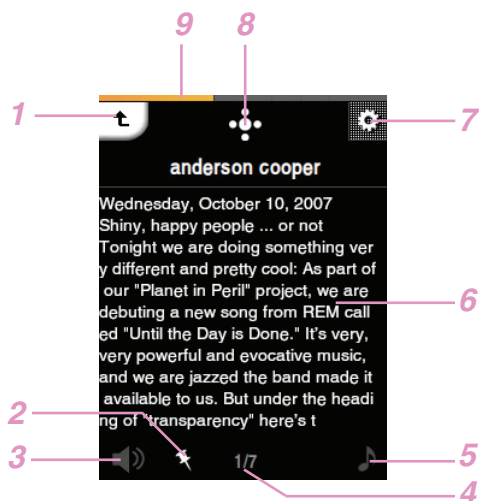 9 8
1 7
anderson cooper
Wednesday, October 10, 2007
Shiny, happy people ... or not
Tonight we are doing something ver
y different and pretty cool: As part of
our "Planet in Peril" project, we are
debuting a new song from REM call
ed "Until the Day is Done." It's very,
very powerful and evocative music,
and we are jazzed the band made it
available to us. But under the headi
ng of "transparency" here's t
6
2
3 1/7 5
4